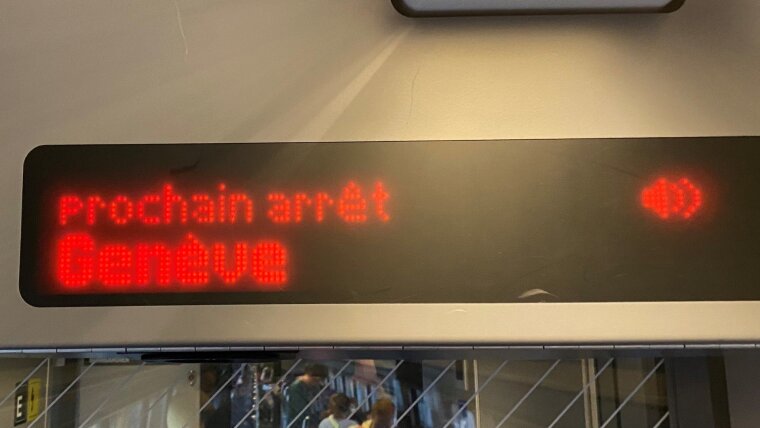 prochain arrêt
Genève
E